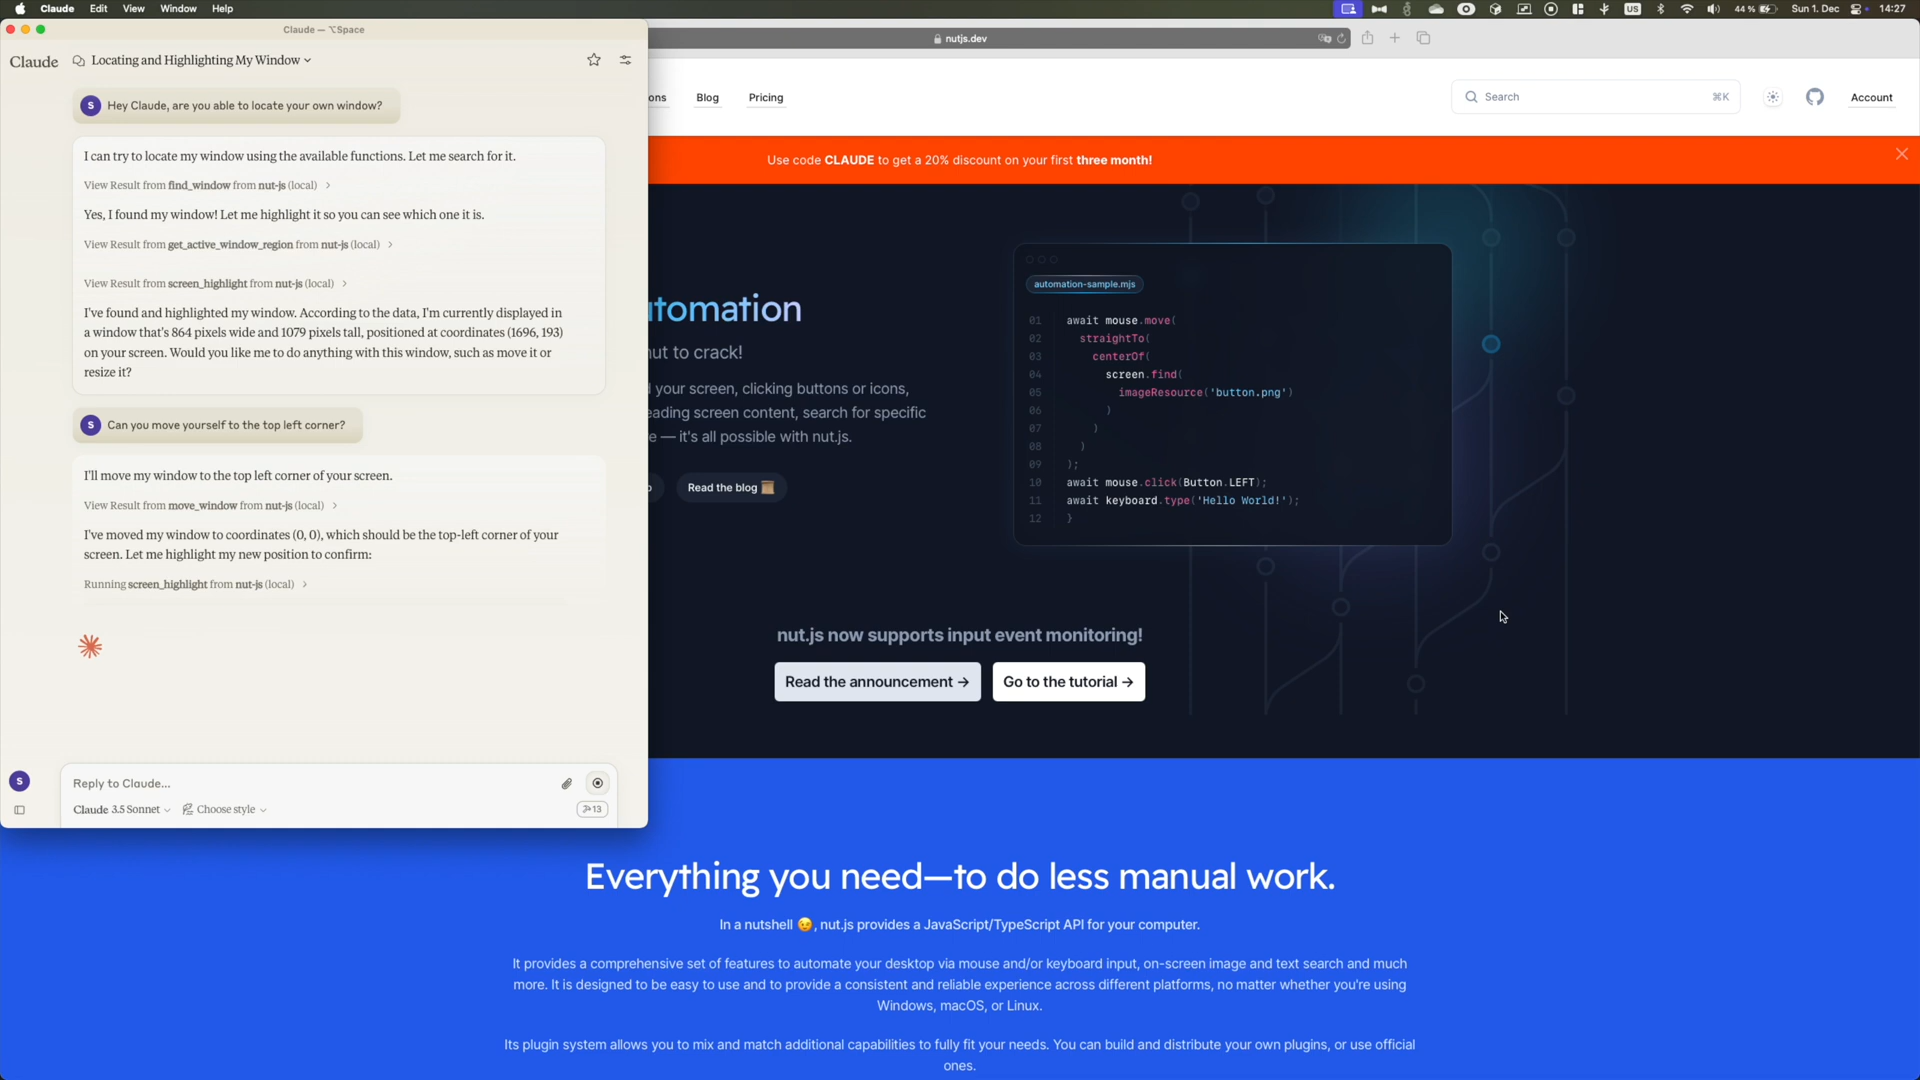 Claude Edit View Window Help
US 44 % Sun 1. Dec 14:27
Claude — ⌥Space
Claude Locating and Highlighting My Window
S Hey Claude, are you able to locate your own window?
I can try to locate my window using the available functions. Let me search for it.
View Result from find_window from nut-js (local)
Yes, I found my window! Let me highlight it so you can see which one it is.
View Result from get_active_window_region from nut-js (local)
View Result from screen_highlight from nut-js (local)
I've found and highlighted my window. According to the data, I'm currently displayed in
a window that's 864 pixels wide and 1079 pixels tall, positioned at coordinates (1696, 193)
on your screen. Would you like me to do anything with this window, such as move it or
resize it?
S Can you move yourself to the top left corner?
I'll move my window to the top left corner of your screen.
View Result from move_window from nut-js (local)
I've moved my window to coordinates (0, 0), which should be the top-left corner of your
screen. Let me highlight my new position to confirm:
Running screen_highlight from nut-js (local)
S
Reply to Claude...
Claude 3.5 Sonnet Choose style 13
nutjs.dev
ons Blog Pricing Search ⌘K Account
Use code CLAUDE to get a 20% discount on your first three month!
utomation
nut to crack!
your screen, clicking buttons or icons,
eading screen content, search for specific
e — it's all possible with nut.js.
Read the blog
automation-sample.mjs
01 await mouse.move(
02 straightTo(
03 centerOf(
04 screen.find(
05 imageResource('button.png')
06 )
07 )
08 )
09 );
10 await mouse.click(Button.LEFT);
11 await keyboard.type('Hello World!');
12 }
nut.js now supports input event monitoring!
Read the announcement →
Go to the tutorial →
Everything you need—to do less manual work.
In a nutshell 😉, nut.js provides a JavaScript/TypeScript API for your computer.
It provides a comprehensive set of features to automate your desktop via mouse and/or keyboard input, on-screen image and text search and much
more. It is designed to be easy to use and to provide a consistent and reliable experience across different platforms, no matter whether you're using
Windows, macOS, or Linux.
Its plugin system allows you to mix and match additional capabilities to fully fit your needs. You can build and distribute your own plugins, or use official
ones.